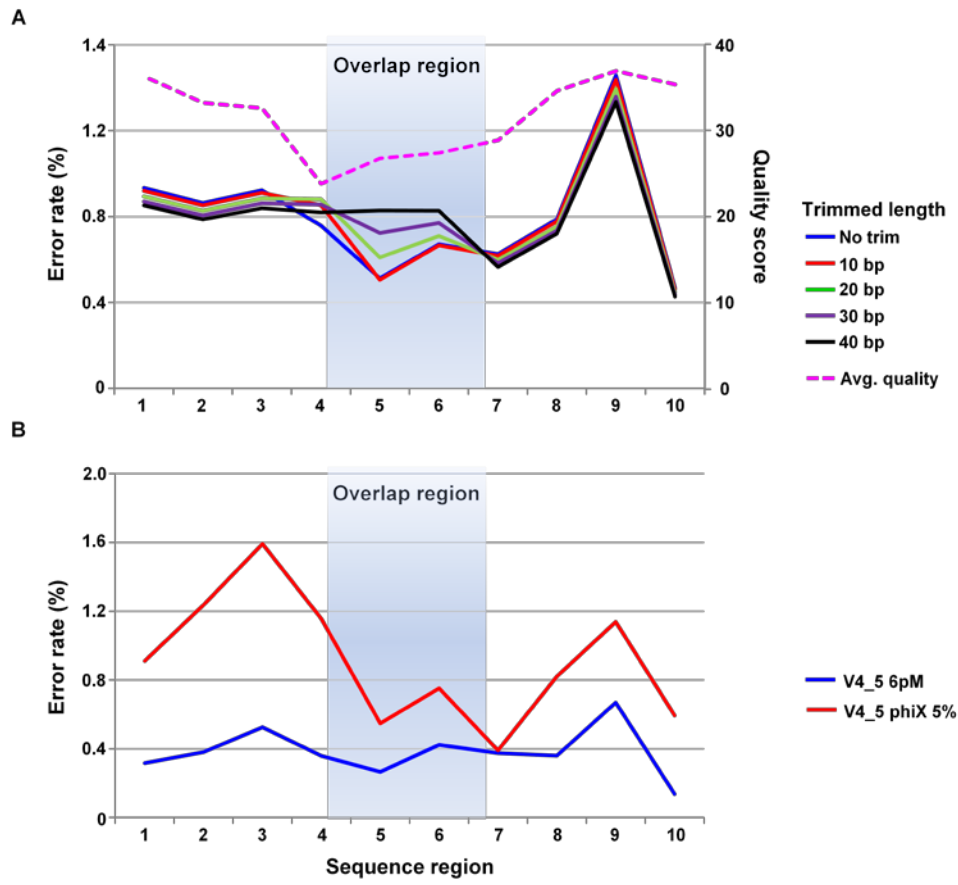 A
1.4
1.2
0.8
0.4
0
Error rate (%)
Overlap region
40
30
20
10
0
Quality score
1 2 3 4 5 6 7 8 9 10
Trimmed length
No trim
10 bp
20 bp
30 bp
40 bp
Avg. quality
B
2.0
1.6
1.2
0.8
0.4
0
Error rate (%)
Overlap region
1 2 3 4 5 6 7 8 9 10
Sequence region
V4_5 6pM
V4_5 phiX 5%